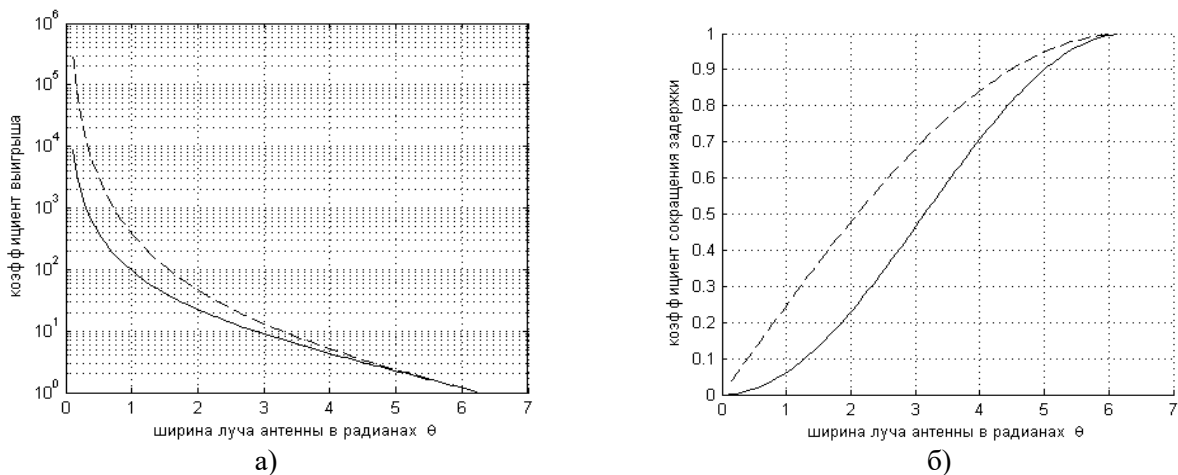 коэффициент выигрыша
10^6
10^5
10^4
10^3
10^2
10^1
10^0
0 1 2 3 4 5 6 7
ширина луча антенны в радианах θ
а)
коэффициент сокращения задержки
1
0.9
0.8
0.7
0.6
0.5
0.4
0.3
0.2
0.1
0
0 1 2 3 4 5 6 7
ширина луча антенны в радианах θ
б)